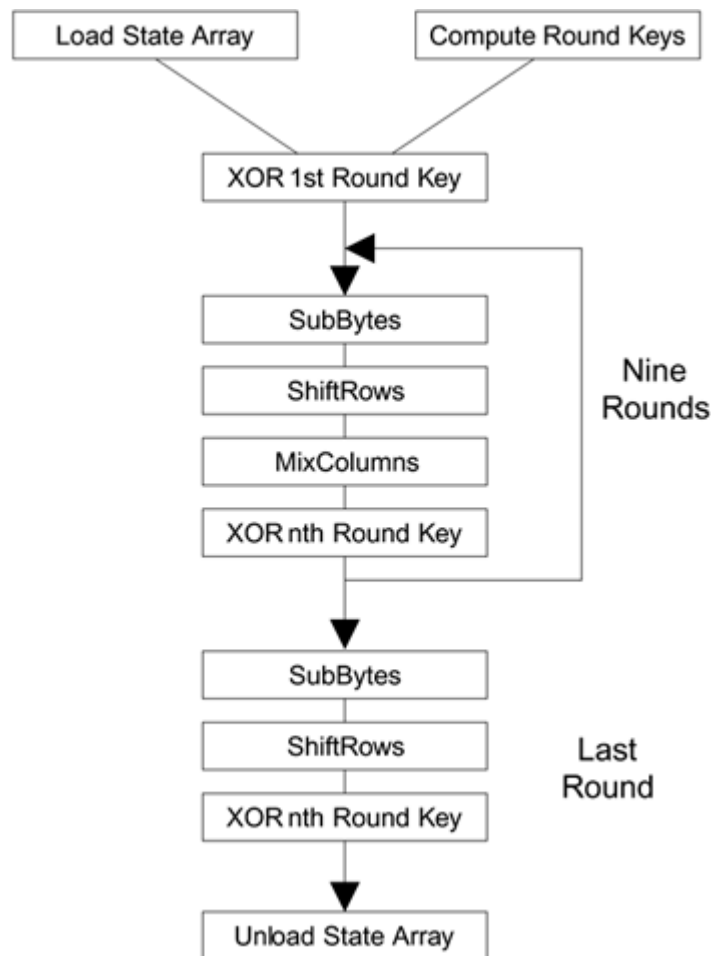 Load State Array
Compute Round Keys
XOR 1st Round Key
SubBytes
ShiftRows
MixColumns
XOR nth Round Key
Nine
Rounds
SubBytes
ShiftRows
XOR nth Round Key
Last
Round
Unload State Array